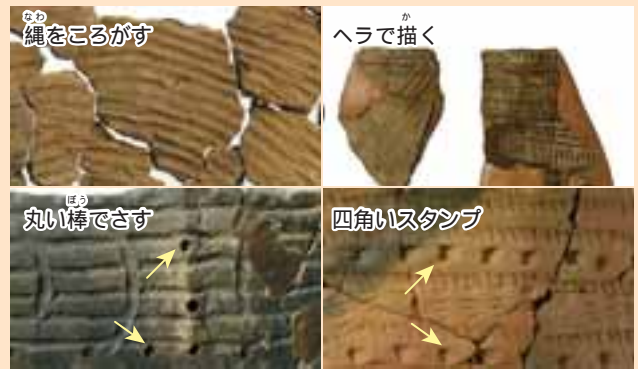 縄をころがす
ヘラで描く
丸い棒でさす
四角いスタンプ